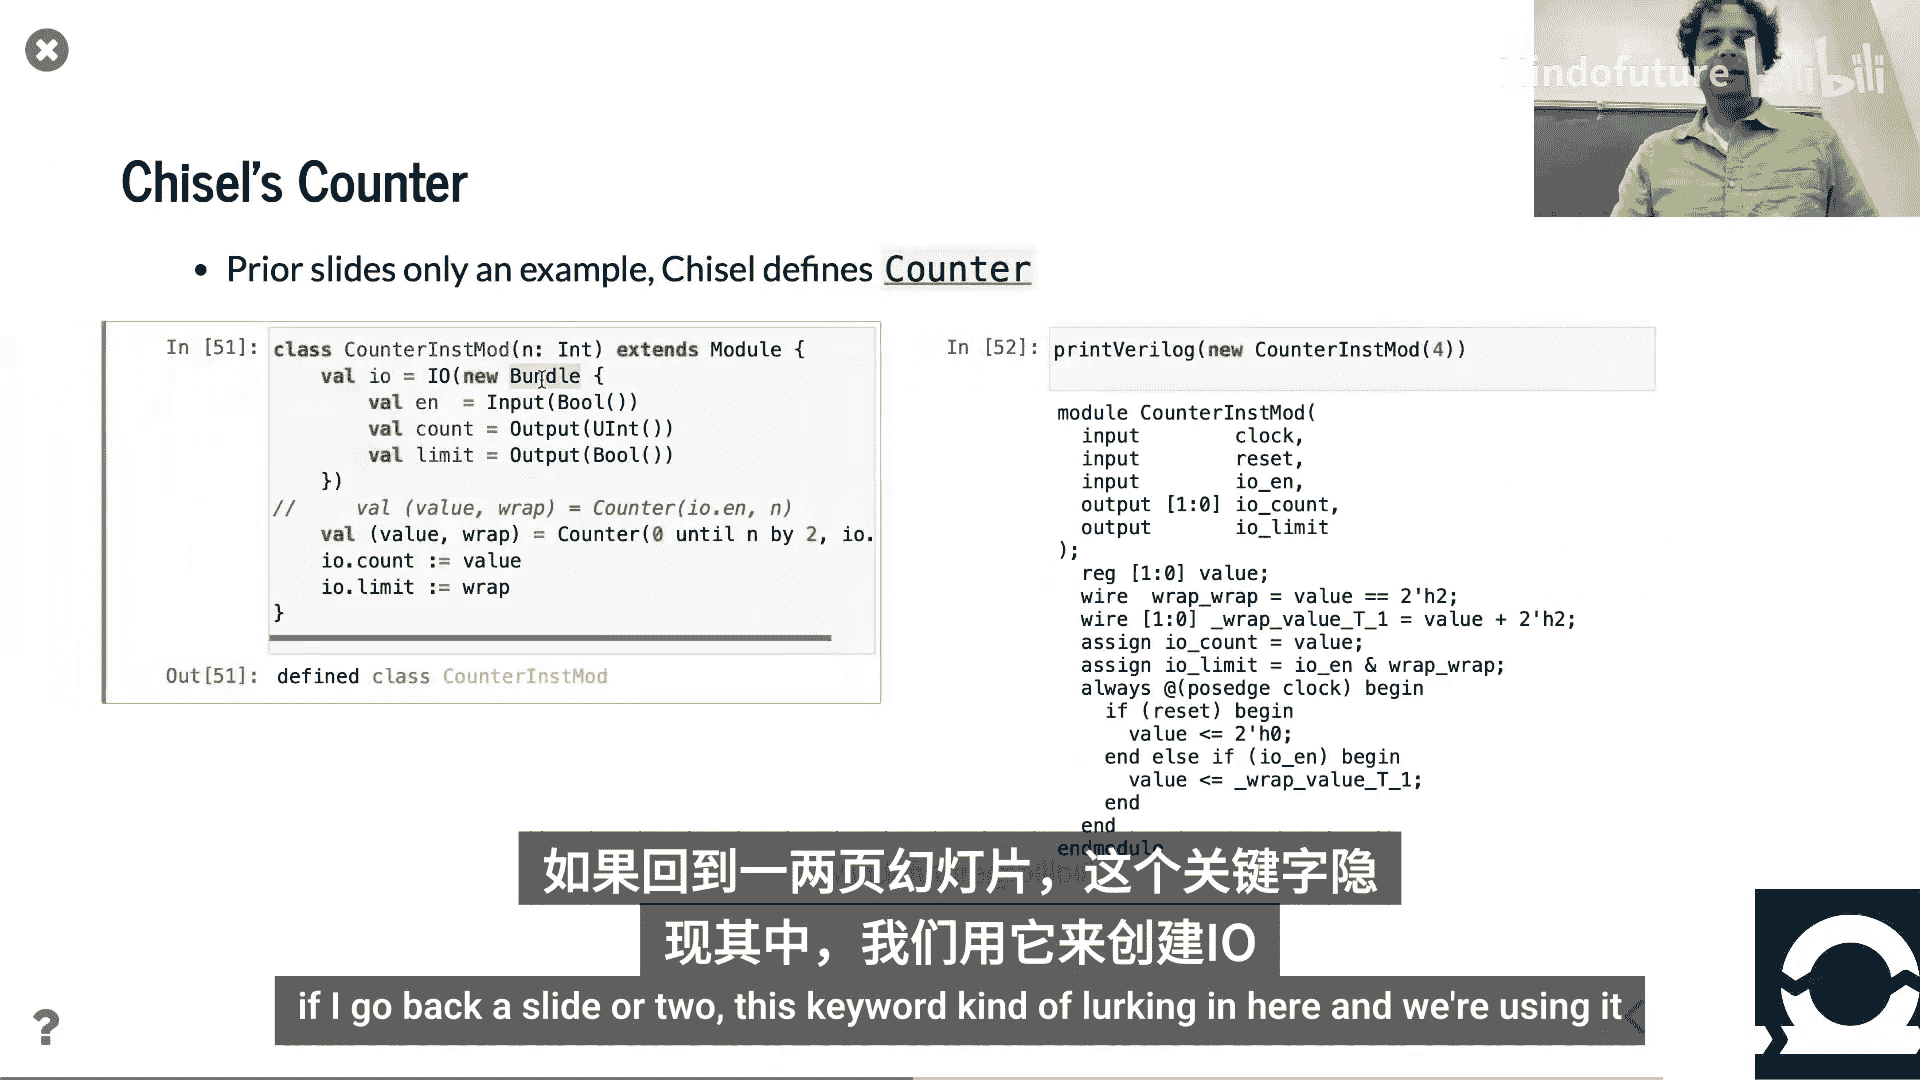 Chisel's Counter
• Prior slides only an example, Chisel defines Counter
In [51]:
class CounterInstMod(n: Int) extends Module {
    val io = IO(new Bundle {
        val en  = Input(Bool())
        val count = Output(UInt())
        val limit = Output(Bool())
    })
//     val (value, wrap) = Counter(io.en, n)
    val (value, wrap) = Counter(0 until n by 2, io.
    io.count := value
    io.limit := wrap
}
Out[51]: defined class CounterInstMod
In [52]: printVerilog(new CounterInstMod(4))
module CounterInstMod(
  input        clock,
  input        reset,
  input        io_en,
  output [1:0] io_count,
  output       io_limit
);
  reg [1:0] value;
  wire  wrap_wrap = value == 2'h2;
  wire [1:0] _wrap_value_T_1 = value + 2'h2;
  assign io_count = value;
  assign io_limit = io_en & wrap_wrap;
  always @(posedge clock) begin
    if (reset) begin
      value <= 2'h0;
    end else if (io_en) begin
      value <= _wrap_value_T_1;
    end
  end
endmodule
如果回到一两页幻灯片，这个关键字隐
现其中，我们用它来创建IO
if I go back a slide or two, this keyword kind of lurking in here and we're using it
?
bilibili